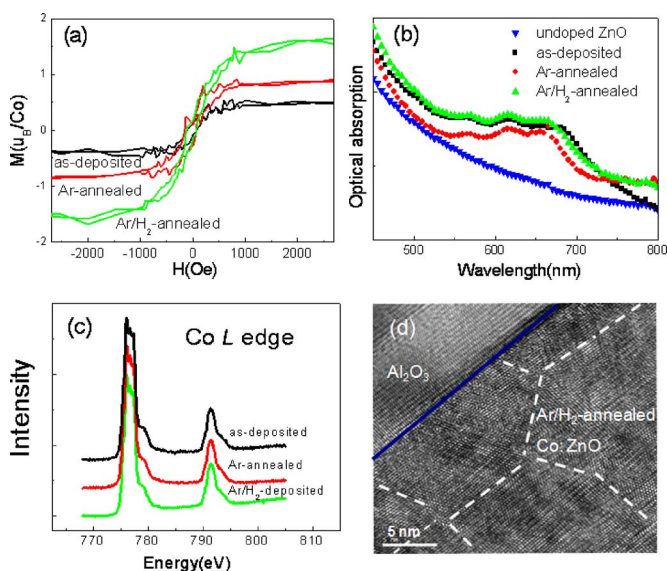 (a)
M(uB/Co)
2
1
0
-1
-2
as-deposited
Ar-annealed
Ar/H2-annealed
-2000 -1000 0 1000 2000
H(Oe)
(b)
undoped ZnO
as-deposited
Ar-annealed
Ar/H2-annealed
Optical absorption
500 600 700 800
Wavelength(nm)
(c)
Co L edge
Intensity
as-deposited
Ar-annealed
Ar/H2-deposited
770 780 790 800 810
Energy(eV)
(d)
Al2O3
Ar/H2-annealed
Co: ZnO
5 nm